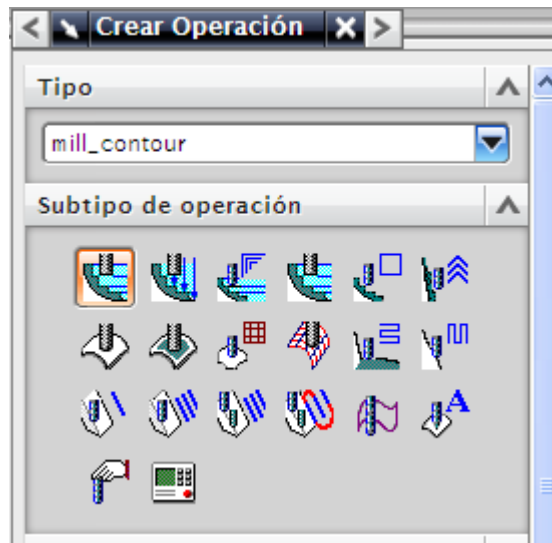 Crear Operación
Tipo
mill_contour
Subtipo de operación
A